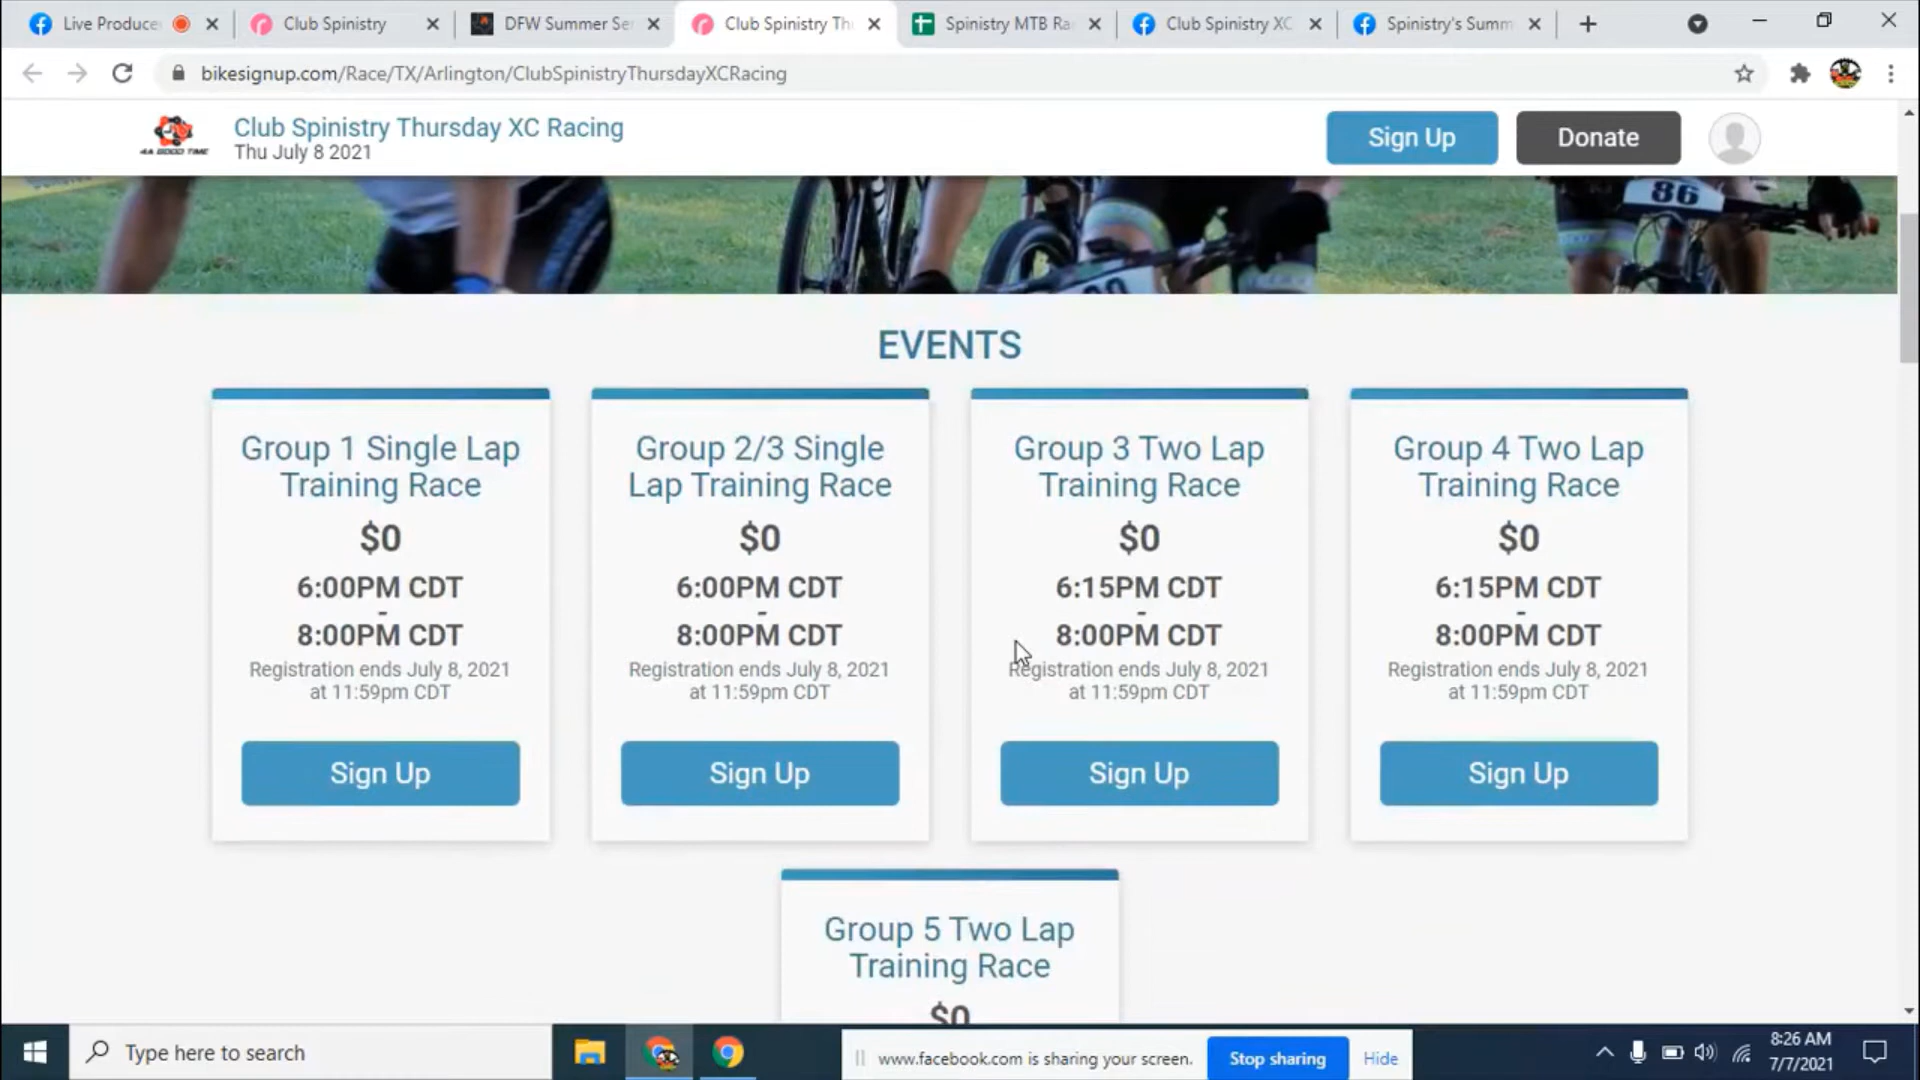 Live Produce
Club Spinistry
DFW Summer Se
Club Spinistry Th
Spinistry MTB Ra
Club Spinistry XC
Spinistry's Summ
bikesignup.com/Race/TX/Arlington/ClubSpinistryThursdayXCRacing
4A GOOD TIME
Club Spinistry Thursday XC Racing
Thu July 8 2021
Sign Up
Donate
86
EVENTS
Group 1 Single Lap
Training Race
$0
6:00PM CDT
-
8:00PM CDT
Registration ends July 8, 2021
at 11:59pm CDT
Sign Up
Group 2/3 Single
Lap Training Race
$0
6:00PM CDT
-
8:00PM CDT
Registration ends July 8, 2021
at 11:59pm CDT
Sign Up
Group 3 Two Lap
Training Race
$0
6:15PM CDT
-
8:00PM CDT
Registration ends July 8, 2021
at 11:59pm CDT
Sign Up
Group 4 Two Lap
Training Race
$0
6:15PM CDT
-
8:00PM CDT
Registration ends July 8, 2021
at 11:59pm CDT
Sign Up
Group 5 Two Lap
Training Race
$0
Type here to search
www.facebook.com is sharing your screen.
Stop sharing
Hide
8:26 AM
7/7/2021